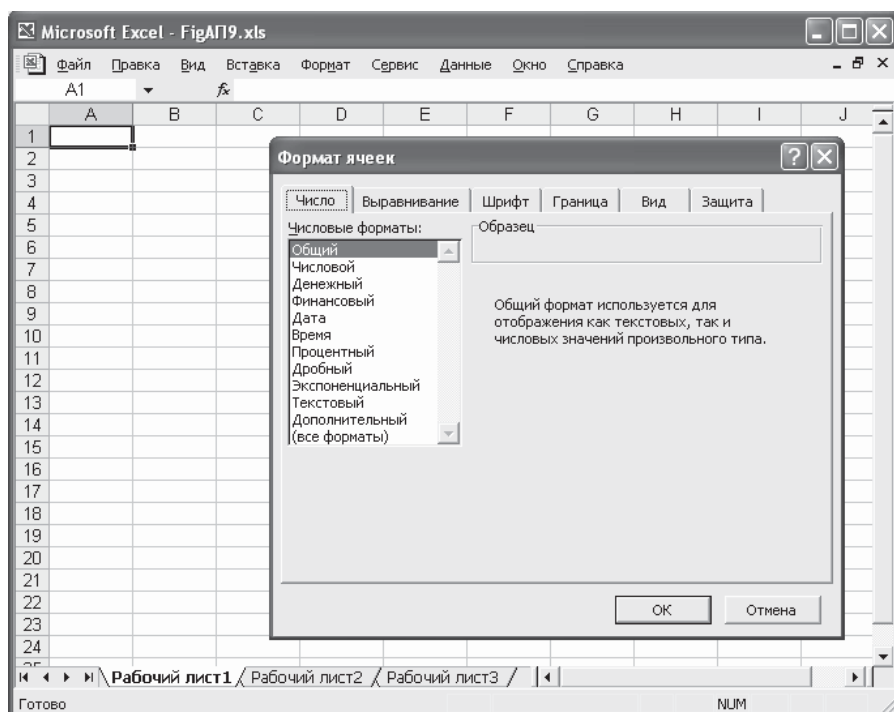 Microsoft Excel - FigАП9.xls
Файл Правка Вид Вставка Формат Сервис Данные Окно Справка
A1 fx
A B C D E F G H I J
1
2
3
4
5
6
7
8
9
10
11
12
13
14
15
16
17
18
19
20
21
22
23
24
25
Формат ячеек
Число Выравнивание Шрифт Граница Вид Защита
Числовые форматы:
Общий
Числовой
Денежный
Финансовый
Дата
Время
Процентный
Дробный
Экспоненциальный
Текстовый
Дополнительный
(все форматы)
Образец
Общий формат используется для
отображения как текстовых, так и
числовых значений произвольного типа.
ОК Отмена
Рабочий лист1 Рабочий лист2 Рабочий лист3
Готово NUM